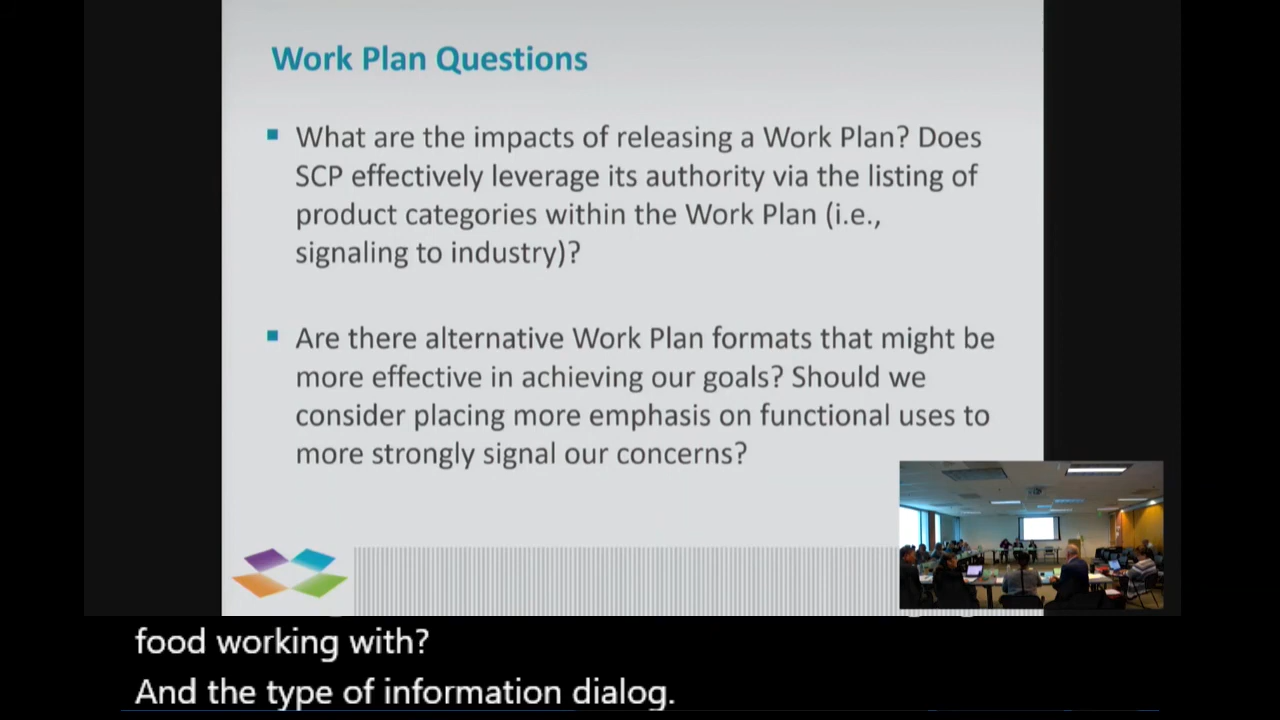 Work Plan Questions
What are the impacts of releasing a Work Plan? Does
SCP effectively leverage its authority via the listing of
product categories within the Work Plan (i.e.,
signaling to industry)?
Are there alternative Work Plan formats that might be
more effective in achieving our goals? Should we
consider placing more emphasis on functional uses to
more strongly signal our concerns?
food working with?
And the type of information dialog.